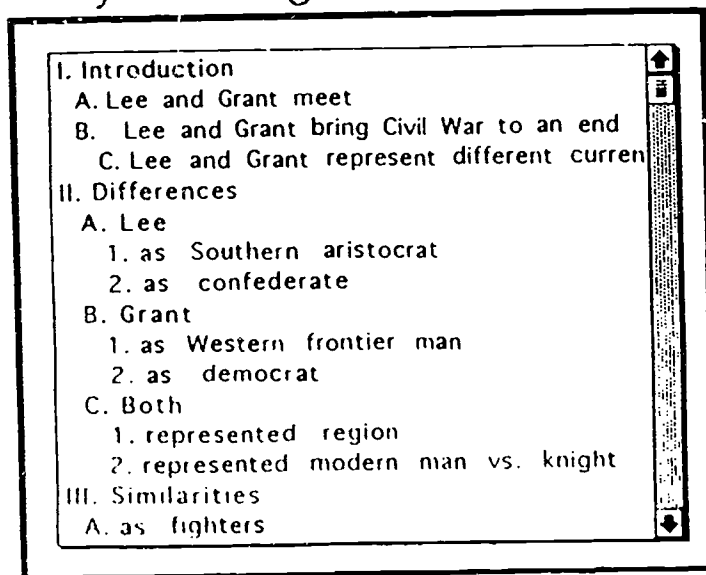 I. Introduction
A. Lee and Grant meet
B. Lee and Grant bring Civil War to an end
C. Lee and Grant represent different curren
II. Differences
A. Lee
1. as Southern aristocrat
2. as confederate
B. Grant
1. as Western frontier man
2. as democrat
C. Both
1. represented region
2. represented modern man vs. knight
III. Similarities
A. as fighters